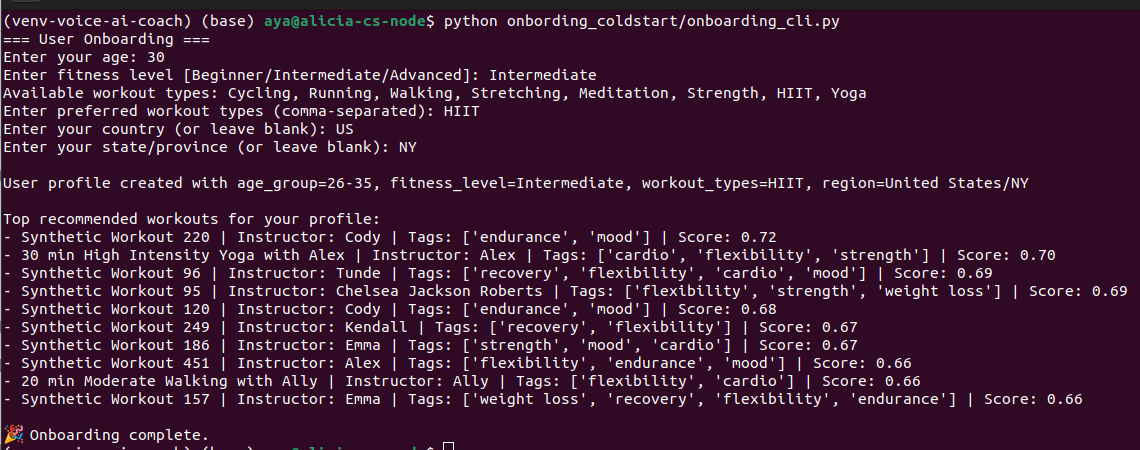 (venv-voice-ai-coach) (base) aya@alicia-cs-node$ python onbording_coldstart/onboarding_cli.py
=== User Onboarding ===
Enter your age: 30
Enter fitness level [Beginner/Intermediate/Advanced]: Intermediate
Available workout types: Cycling, Running, Walking, Stretching, Meditation, Strength, HIIT, Yoga
Enter preferred workout types (comma-separated): HIIT
Enter your country (or leave blank): US
Enter your state/province (or leave blank): NY
User profile created with age_group=26-35, fitness_level=Intermediate, workout_types=HIIT, region=United States/NY
Top recommended workouts for your profile:
- Synthetic Workout 220 | Instructor: Cody | Tags: ['endurance', 'mood'] | Score: 0.72
- 30 min High Intensity Yoga with Alex | Instructor: Alex | Tags: ['cardio', 'flexibility', 'strength'] | Score: 0.70
- Synthetic Workout 96 | Instructor: Tunde | Tags: ['recovery', 'flexibility', 'cardio', 'mood'] | Score: 0.69
- Synthetic Workout 95 | Instructor: Chelsea Jackson Roberts | Tags: ['flexibility', 'strength', 'weight loss'] | Score: 0.69
- Synthetic Workout 120 | Instructor: Cody | Tags: ['endurance', 'mood'] | Score: 0.68
- Synthetic Workout 249 | Instructor: Kendall | Tags: ['recovery', 'flexibility'] | Score: 0.67
- Synthetic Workout 186 | Instructor: Emma | Tags: ['strength', 'mood', 'cardio'] | Score: 0.67
- Synthetic Workout 451 | Instructor: Alex | Tags: ['flexibility', 'endurance', 'mood'] | Score: 0.66
- 20 min Moderate Walking with Ally | Instructor: Ally | Tags: ['flexibility', 'cardio'] | Score: 0.66
- Synthetic Workout 157 | Instructor: Emma | Tags: ['weight loss', 'recovery', 'flexibility', 'endurance'] | Score: 0.66
🎉 Onboarding complete.